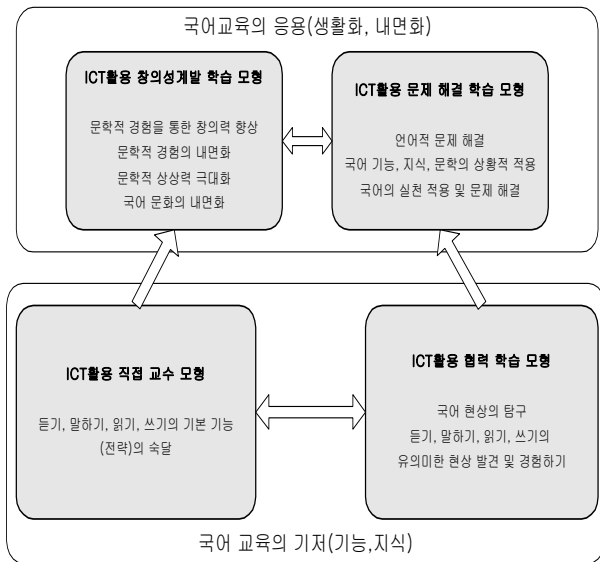 국어교육의 응용(생활화, 내면화)
ICT활용 창의성계발 학습 모형
문학적 경험을 통한 창의력 향상
문학적 경험의 내면화
문학적 상상력 극대화
국어 문화의 내면화
ICT활용 문제 해결 학습 모형
언어적 문제 해결
국어 기능, 지식, 문학의 상황적 적용
국어의 실천 적용 및 문제 해결
ICT활용 직접 교수 모형
듣기, 말하기, 읽기, 쓰기의 기본 기능
(전략)의 숙달
ICT활용 협력 학습 모형
국어 현상의 탐구
듣기, 말하기, 읽기, 쓰기의
유의미한 현상 발견 및 경험하기
국어 교육의 기저(기능,지식)